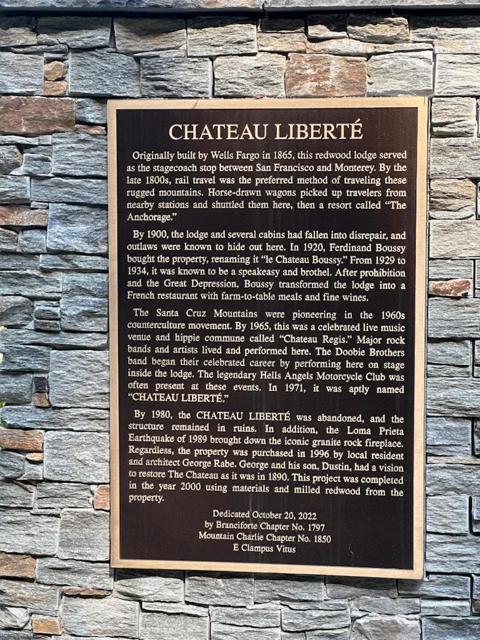 CHATEAU LIBERTÉ
Originally built by Wells Fargo in 1865, this redwood lodge served
as the stagecoach stop between San Francisco and Monterey. By the
late 1800s, rail travel was the preferred method of traveling these
rugged mountains. Horse-drawn wagons picked up travelers from
nearby stations and shuttled them here, then a resort called "The
Anchorage."
By 1900, the lodge and several cabins had fallen into disrepair, and
outlaws were known to hide out here. In 1920, Ferdinand Boussy
bought the property, renaming it "le Chateau Boussy." From 1929 to
1934, it was known to be a speakeasy and brothel. After prohibition
and the Great Depression, Boussy transformed the lodge into a
French restaurant with farm-to-table meals and fine wines.
The Santa Cruz Mountains were pioneering in the 1960s
counterculture movement. By 1965, this was a celebrated live music
venue and hippie commune called "Chateau Regis." Major rock
bands and artists lived and performed here. The Doobie Brothers
band began their celebrated career by performing here on stage
inside the lodge. The legendary Hells Angels Motorcycle Club was
often present at these events. In 1971, it was aptly named
"CHATEAU LIBERTÉ."
By 1980, the CHATEAU LIBERTÉ was abandoned, and the
structure remained in ruins. In addition, the Loma Prieta
Earthquake of 1989 brought down the iconic granite rock fireplace.
Regardless, the property was purchased in 1996 by local resident
and architect George Rabe. George and his son, Dustin, had a vision
to restore The Chateau as it was in 1890. This project was completed
in the year 2000 using materials and milled redwood from the
property.
Dedicated October 20, 2022
by Branciforte Chapter No. 1797
Mountain Charlie Chapter No. 1850
E Clampus Vitus